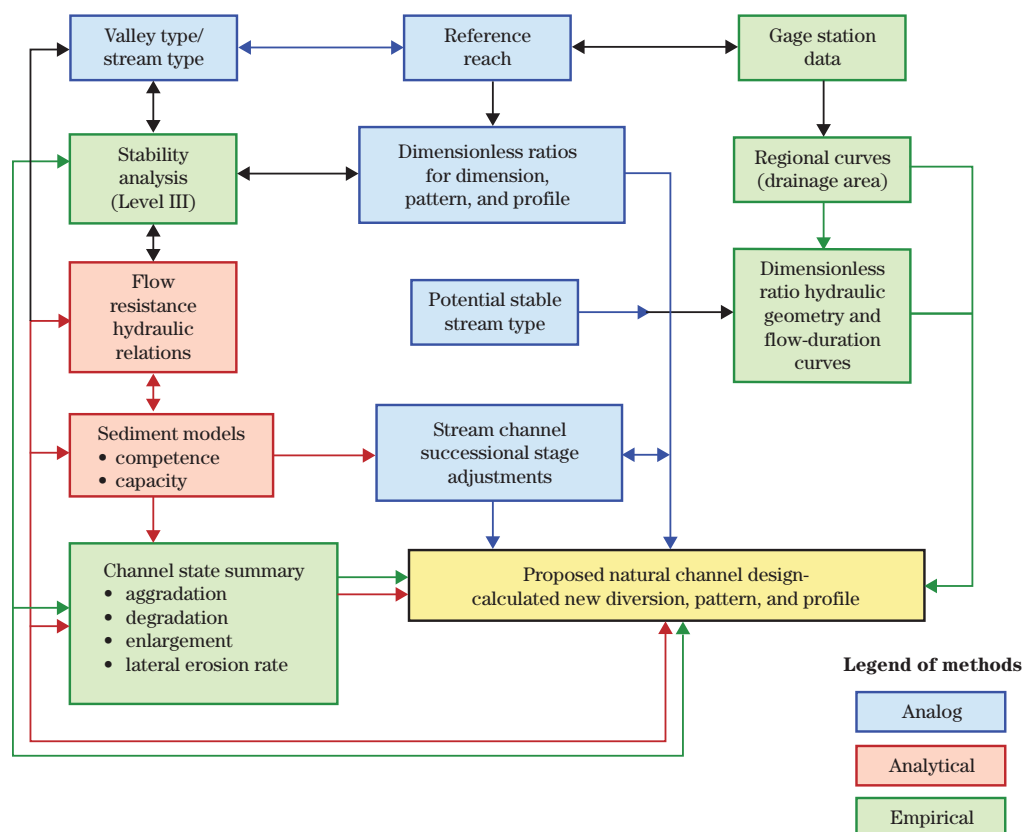 Valley type/
stream type
Reference
reach
Gage station
data
Stability
analysis
(Level III)
Dimensionless ratios
for dimension,
pattern, and profile
Regional curves
(drainage area)
Flow
resistance
hydraulic
relations
Potential stable
stream type
Dimensionless
ratio hydraulic
geometry and
flow-duration
curves
Sediment models
• competence
• capacity
Stream channel
successional stage
adjustments
Channel state summary
• aggradation
• degradation
• enlargement
• lateral erosion rate
Proposed natural channel design-
calculated new diversion, pattern, and profile
Legend of methods
Analog
Analytical
Empirical